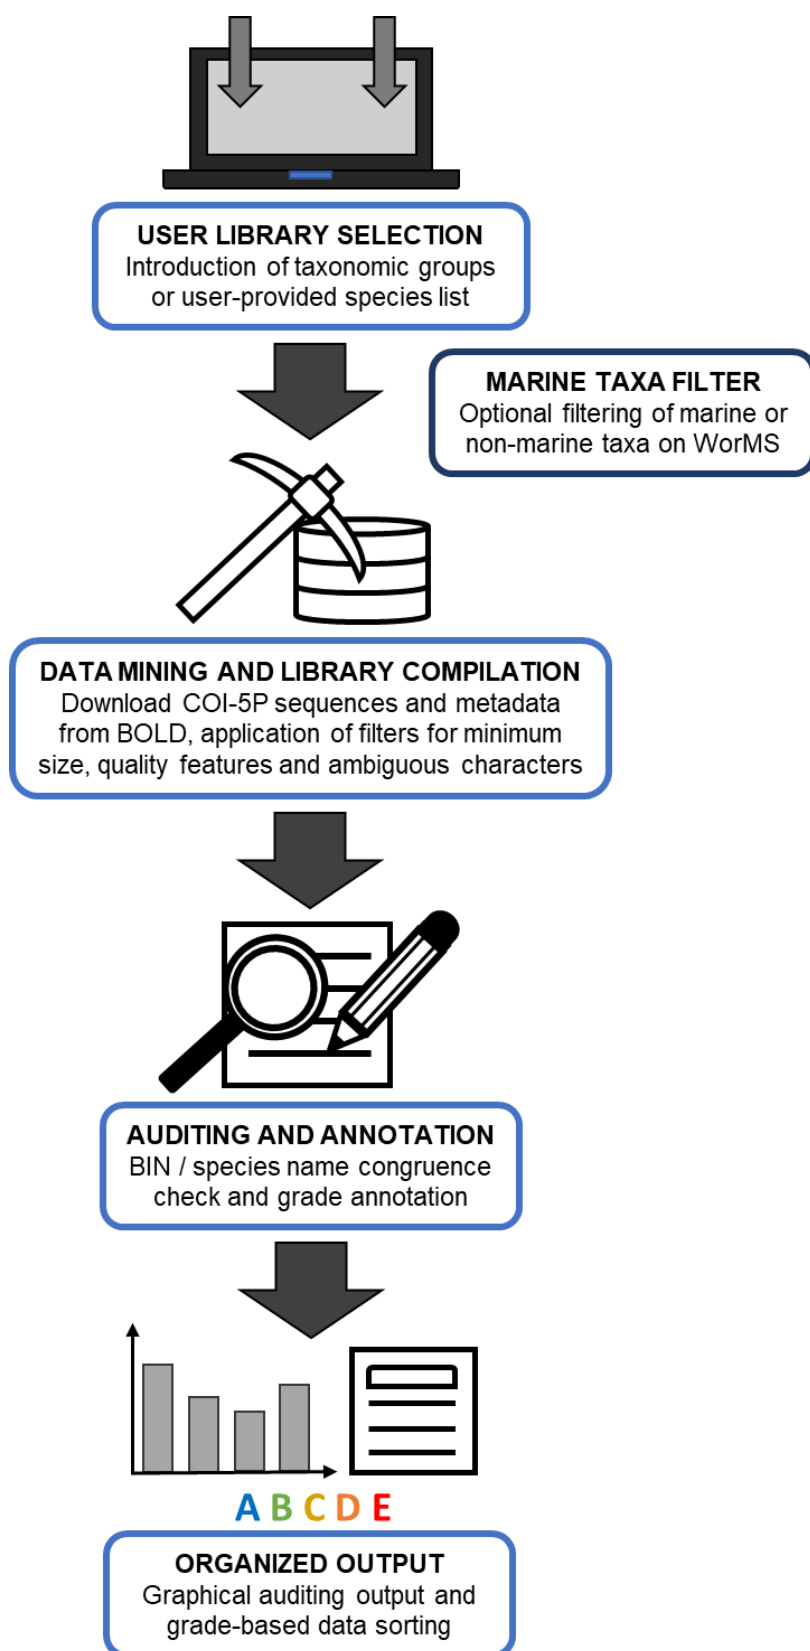 USER LIBRARY SELECTION
Introduction of taxonomic groups
or user-provided species list
MARINE TAXA FILTER
Optional filtering of marine or
non-marine taxa on WorMS
DATA MINING AND LIBRARY COMPILATION
Download COI-5P sequences and metadata
from BOLD, application of filters for minimum
size, quality features and ambiguous characters
AUDITING AND ANNOTATION
BIN / species name congruence
check and grade annotation
A B C D E
ORGANIZED OUTPUT
Graphical auditing output and
grade-based data sorting